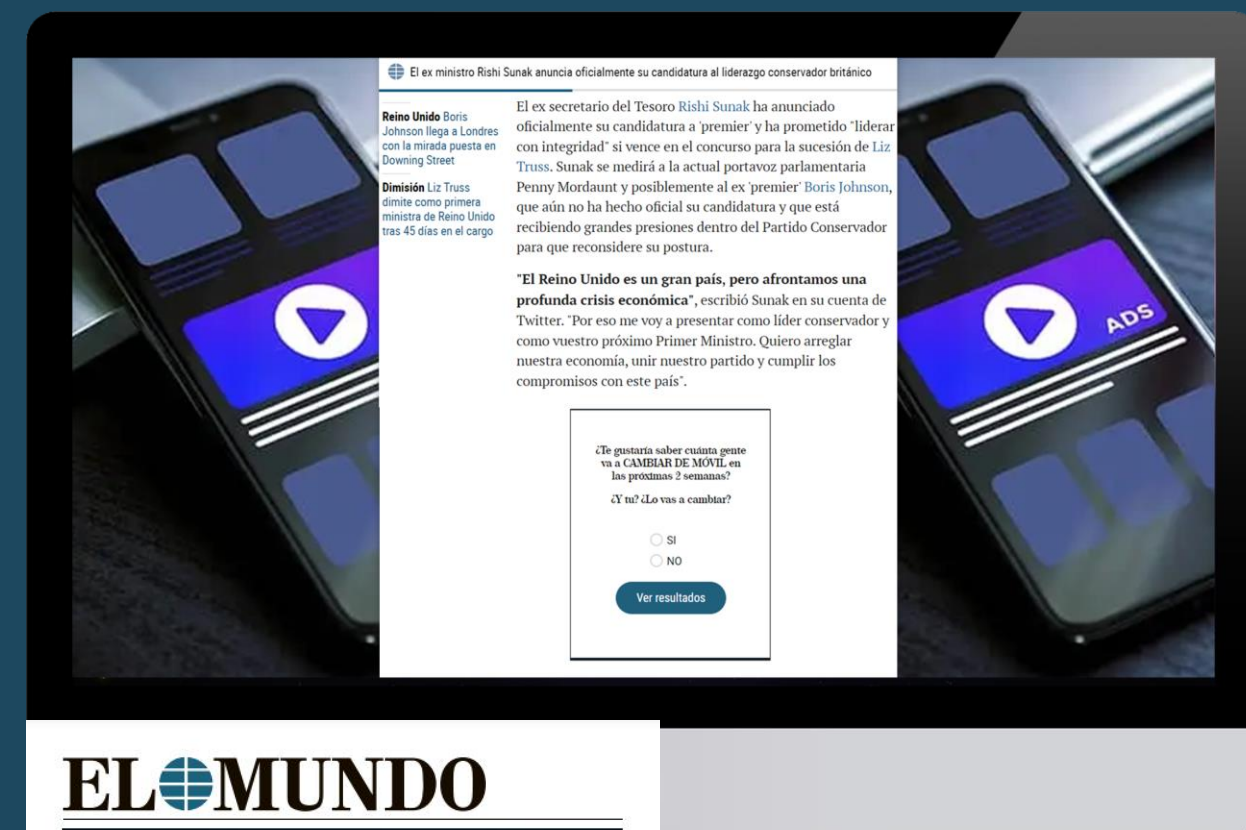 El ex ministro Rishi Sunak anuncia oficialmente su candidatura al liderazgo conservador británico
Reino Unido Boris
Johnson llega a Londres
con la mirada puesta en
Downing Street
Dimisión Liz Truss
dimite como primera
ministra de Reino Unido
tras 45 días en el cargo
El ex secretario del Tesoro Rishi Sunak ha anunciado
oficialmente su candidatura a 'premier' y ha prometido "liderar
con integridad" si vence en el concurso para la sucesión de Liz
Truss. Sunak se medirá a la actual portavoz parlamentaria
Penny Mordaunt y posiblemente al ex 'premier' Boris Johnson,
que aún no ha hecho oficial su candidatura y que está
recibiendo grandes presiones dentro del Partido Conservador
para que reconsidere su postura.
"El Reino Unido es un gran país, pero afrontamos una
profunda crisis económica", escribió Sunak en su cuenta de
Twitter. "Por eso me voy a presentar como líder conservador y
como vuestro próximo Primer Ministro. Quiero arreglar
nuestra economía, unir nuestro partido y cumplir los
compromisos con este país".
¿Te gustaría saber cuánta gente
va a CAMBIAR DE MÓVIL en
las próximas 2 semanas?
¿Y tu? ¿Lo vas a cambiar?
SI
NO
Ver resultados
ADS
EL MUNDO